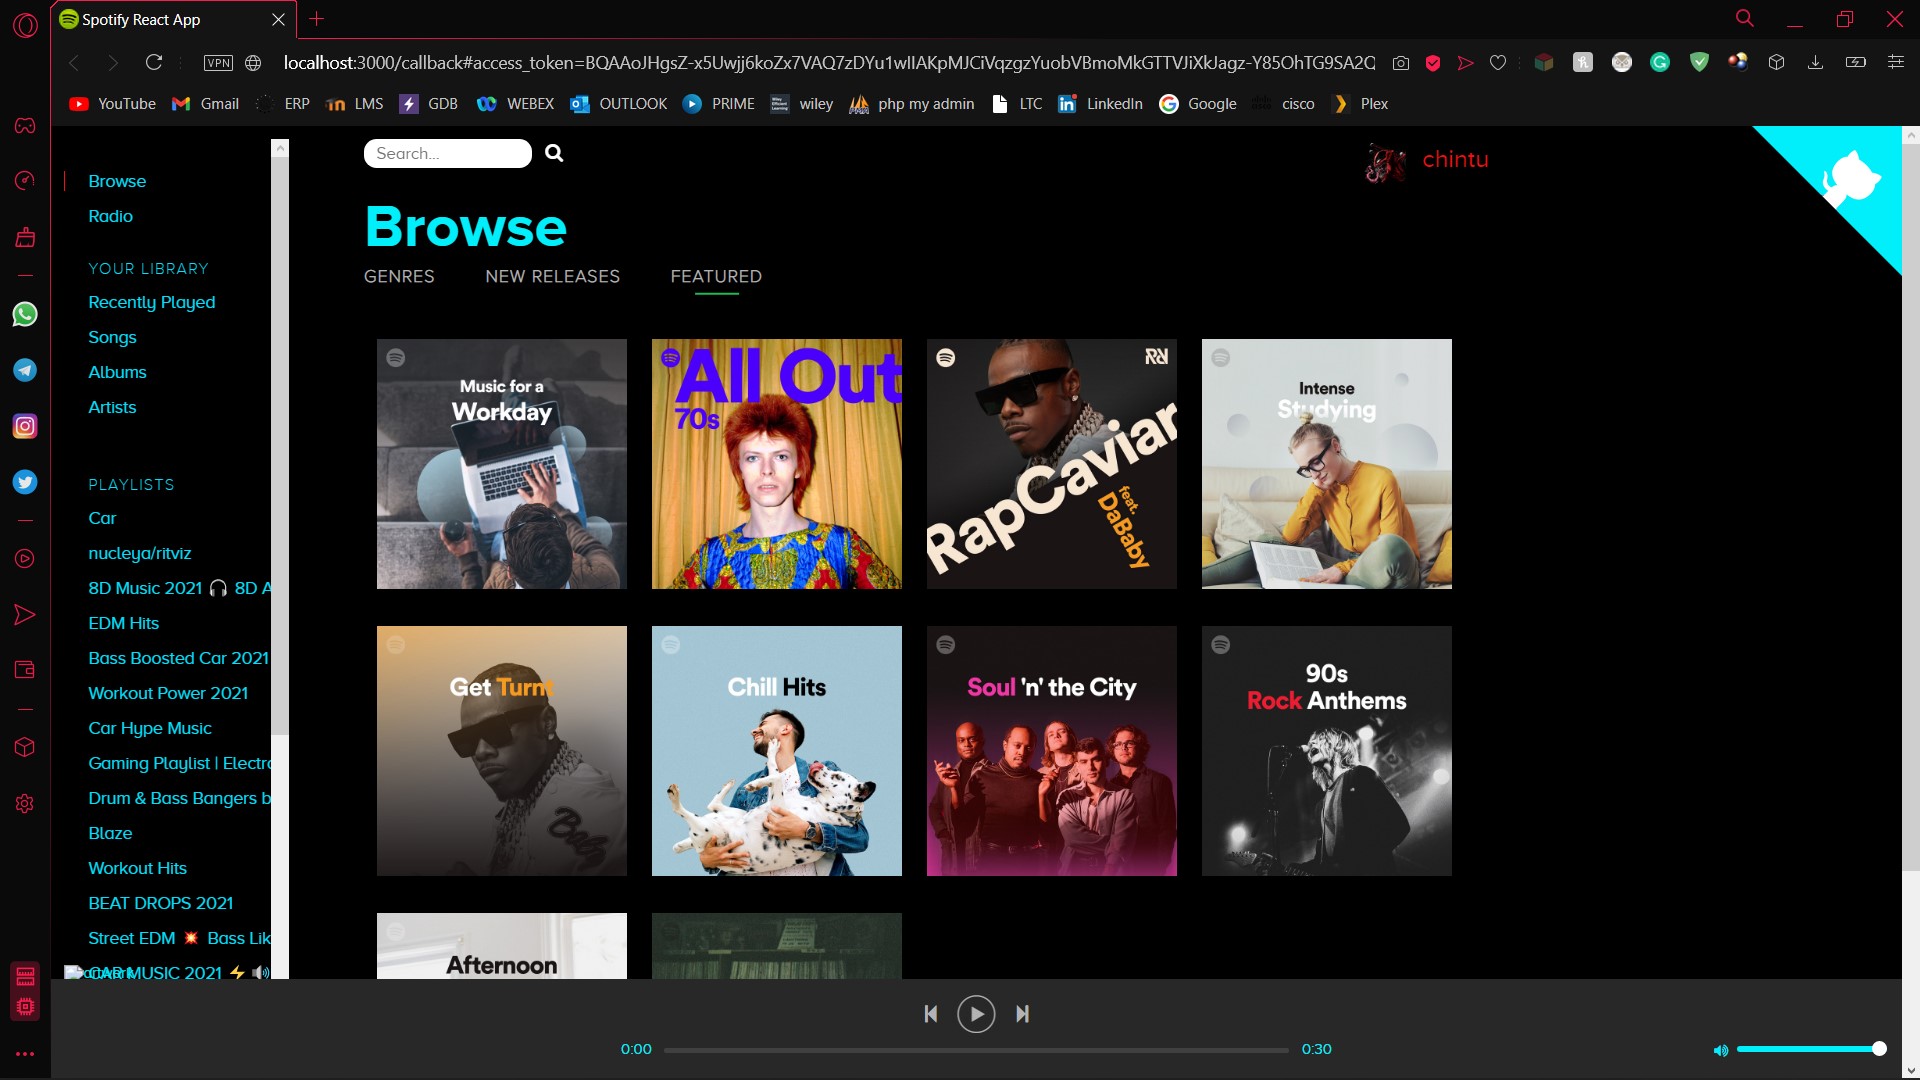 Spotify React App
VPN
localhost:3000/callback#access_token=BQAAoJHgsZ-x5Uwjj6koZx7VAQ7zDYu1wlIAKpMJCiVqzgzYuobVBmoMkGTTVJiXkJagz-Y85OhTG9SA2Q
YouTube Gmail ERP LMS GDB WEBEX OUTLOOK PRIME wiley php my admin LTC LinkedIn Google cisco Plex
Search...
chintu
Browse
Radio
YOUR LIBRARY
Recently Played
Songs
Albums
Artists
PLAYLISTS
Car
nucleya/ritviz
8D Music 2021 🎧 8D A
EDM Hits
Bass Boosted Car 2021
Workout Power 2021
Car Hype Music
Gaming Playlist | Electro
Drum & Bass Bangers b
Blaze
Workout Hits
BEAT DROPS 2021
Street EDM 💥 Bass Lik
CAR MUSIC 2021 ⚡ 🔊
Browse
GENRES NEW RELEASES FEATURED
Music for a
Workday
All Out
70s
RapCaviar
feat.
DaBaby
Intense
Studying
Get Turnt
Chill Hits
Soul 'n' the City
90s
Rock Anthems
Afternoon
0:00
0:30